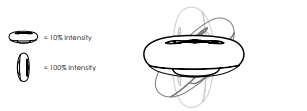 = 10% Intensity
= 100% Intensity